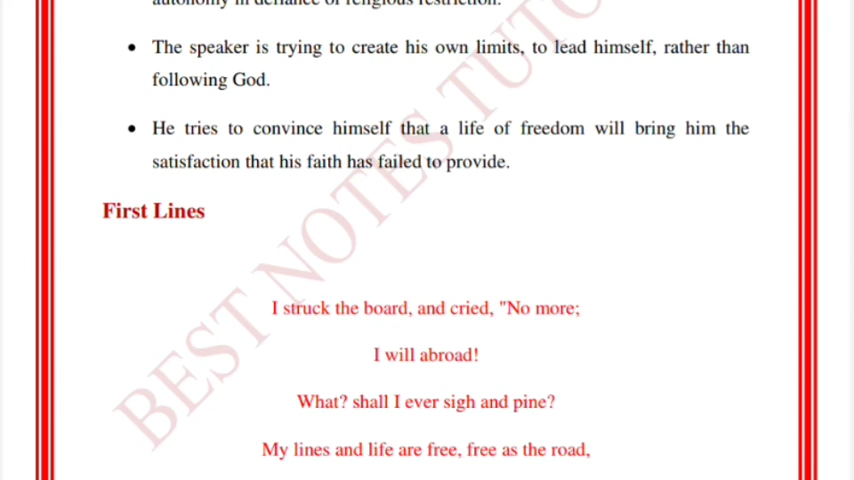 • The speaker is trying to create his own limits, to lead himself, rather than
following God.
• He tries to convince himself that a life of freedom will bring him the
satisfaction that his faith has failed to provide.
First Lines
I struck the board, and cried, "No more;
I will abroad!
What? shall I ever sigh and pine?
My lines and life are free, free as the road,
BEST NOTES TUTO